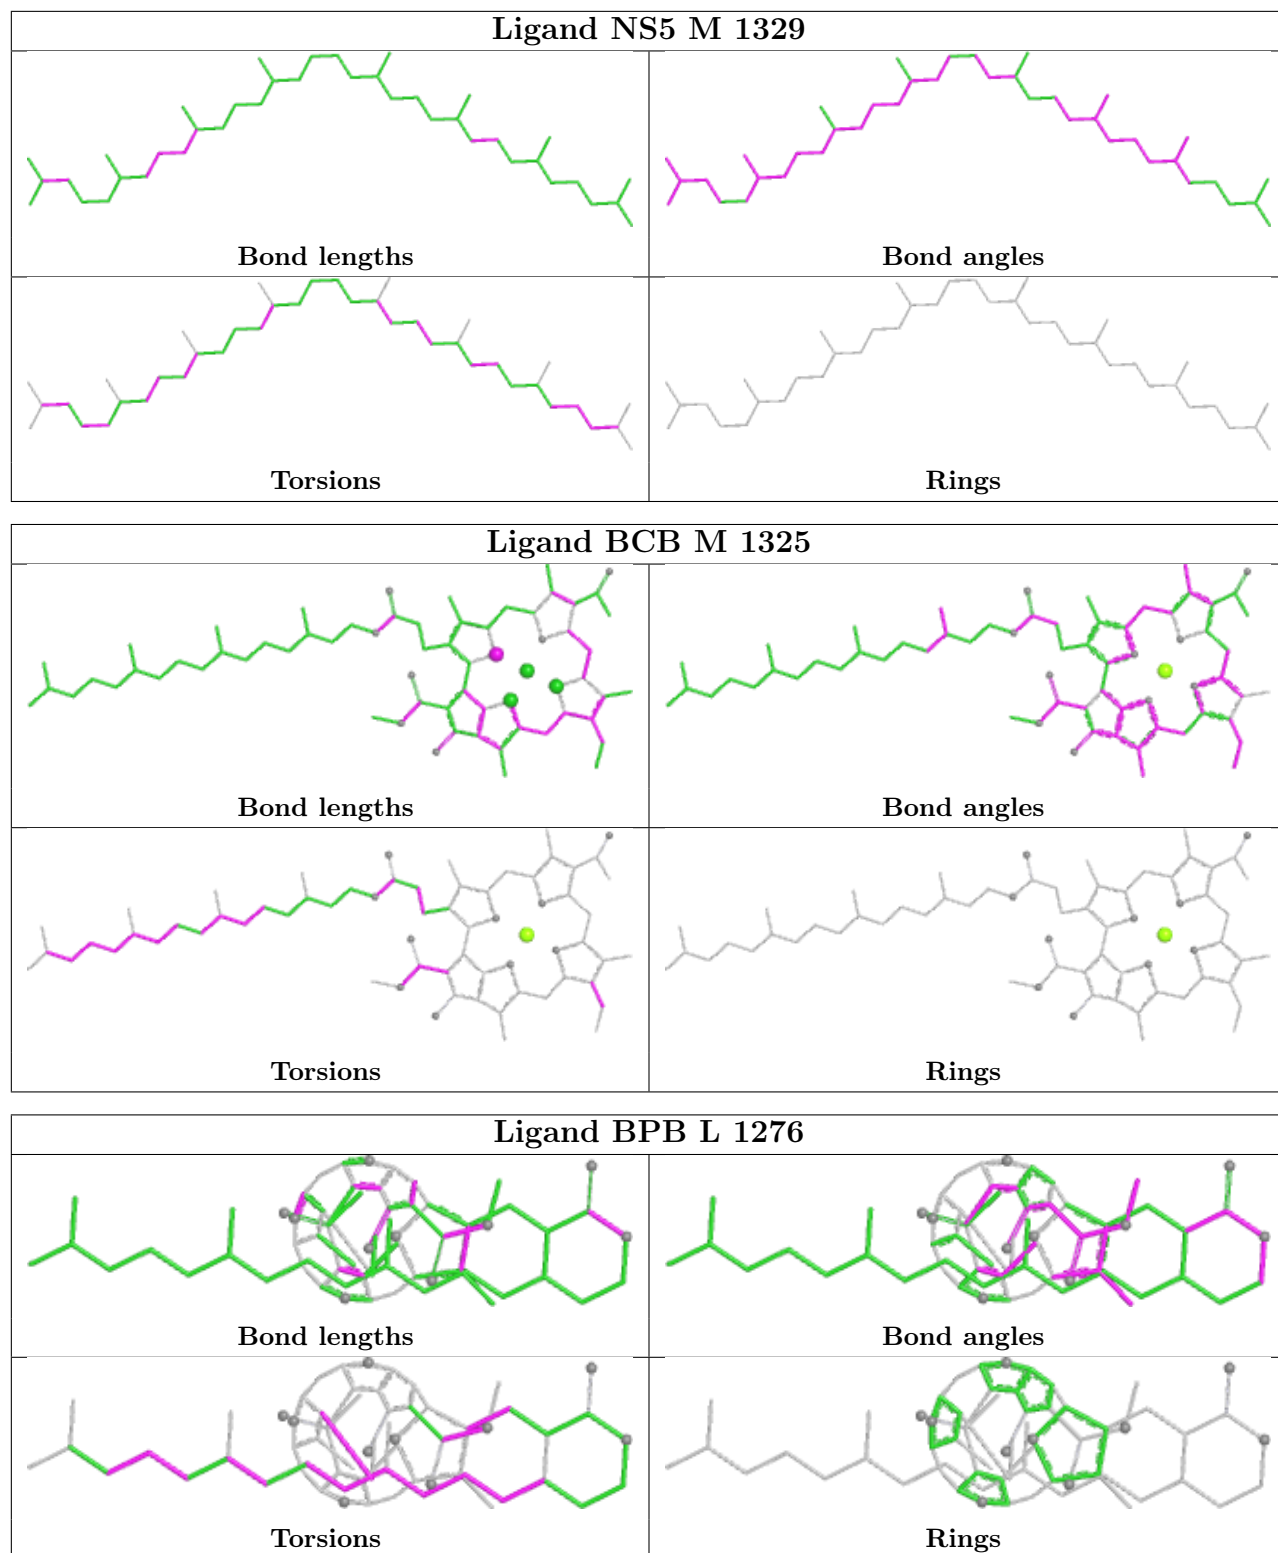 Ligand NS5 M 1329
Bond lengths
Bond angles
Torsions
Rings
Ligand BCB M 1325
Bond lengths
Bond angles
Torsions
Rings
Ligand BPB L 1276
Bond lengths
Bond angles
Torsions
Rings